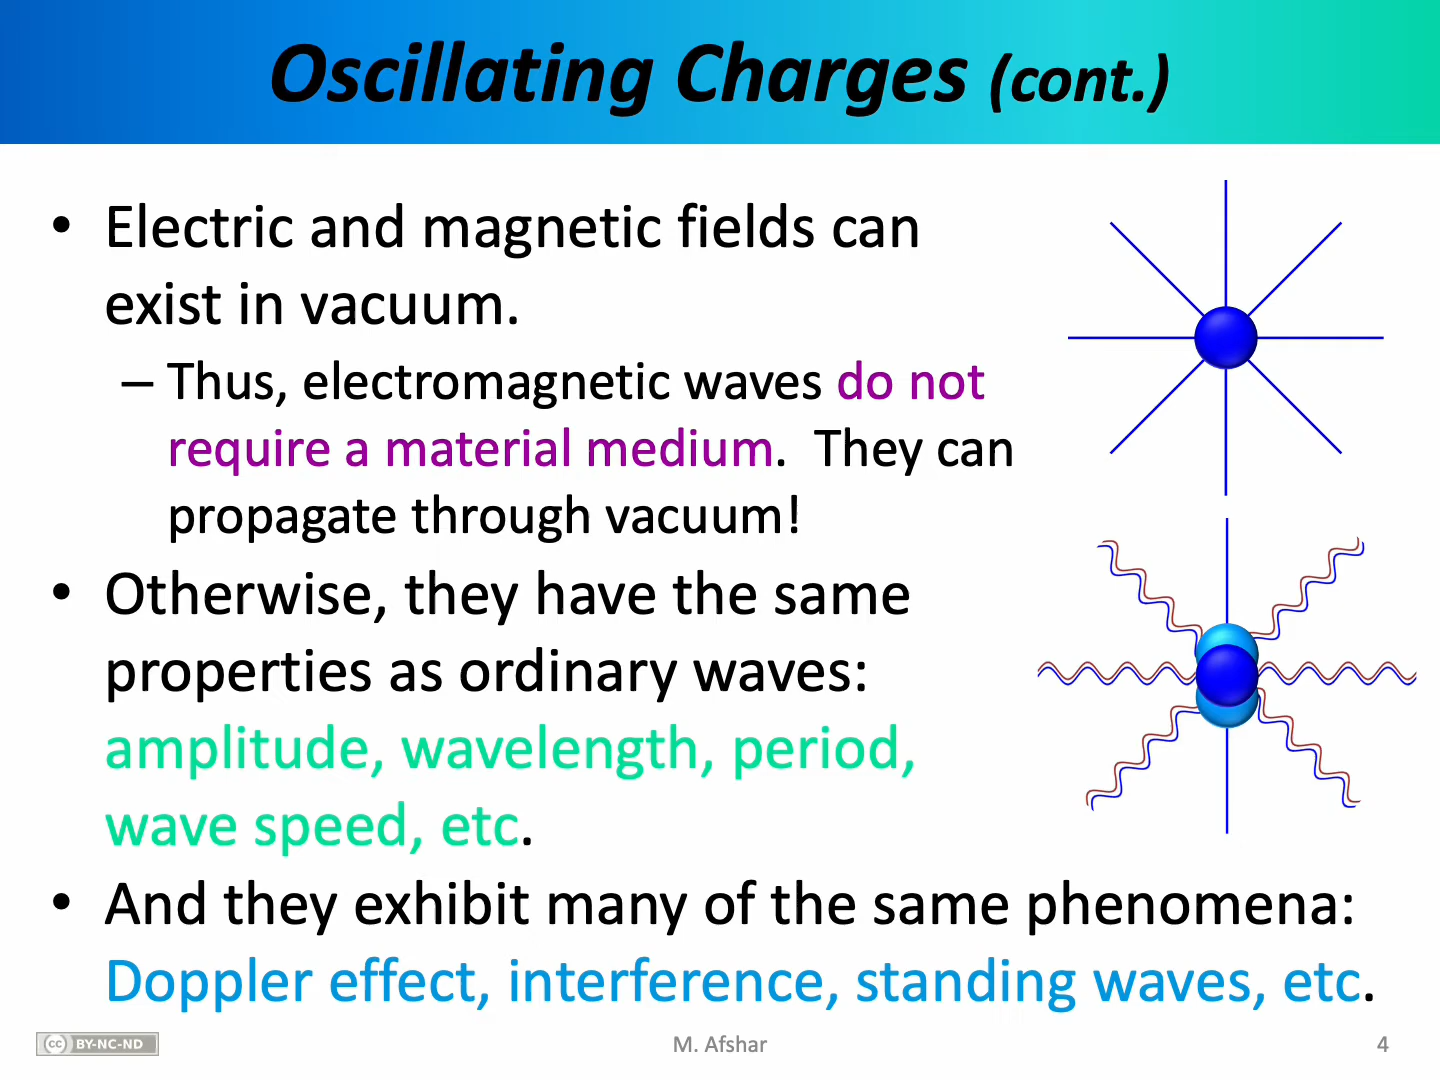 Oscillating Charges (cont.)
• Electric and magnetic fields can
exist in vacuum.
– Thus, electromagnetic waves do not
require a material medium.  They can
propagate through vacuum!
• Otherwise, they have the same
properties as ordinary waves:
amplitude, wavelength, period,
wave speed, etc.
• And they exhibit many of the same phenomena:
Doppler effect, interference, standing waves, etc.
cc BY-NC-ND
M. Afshar
4